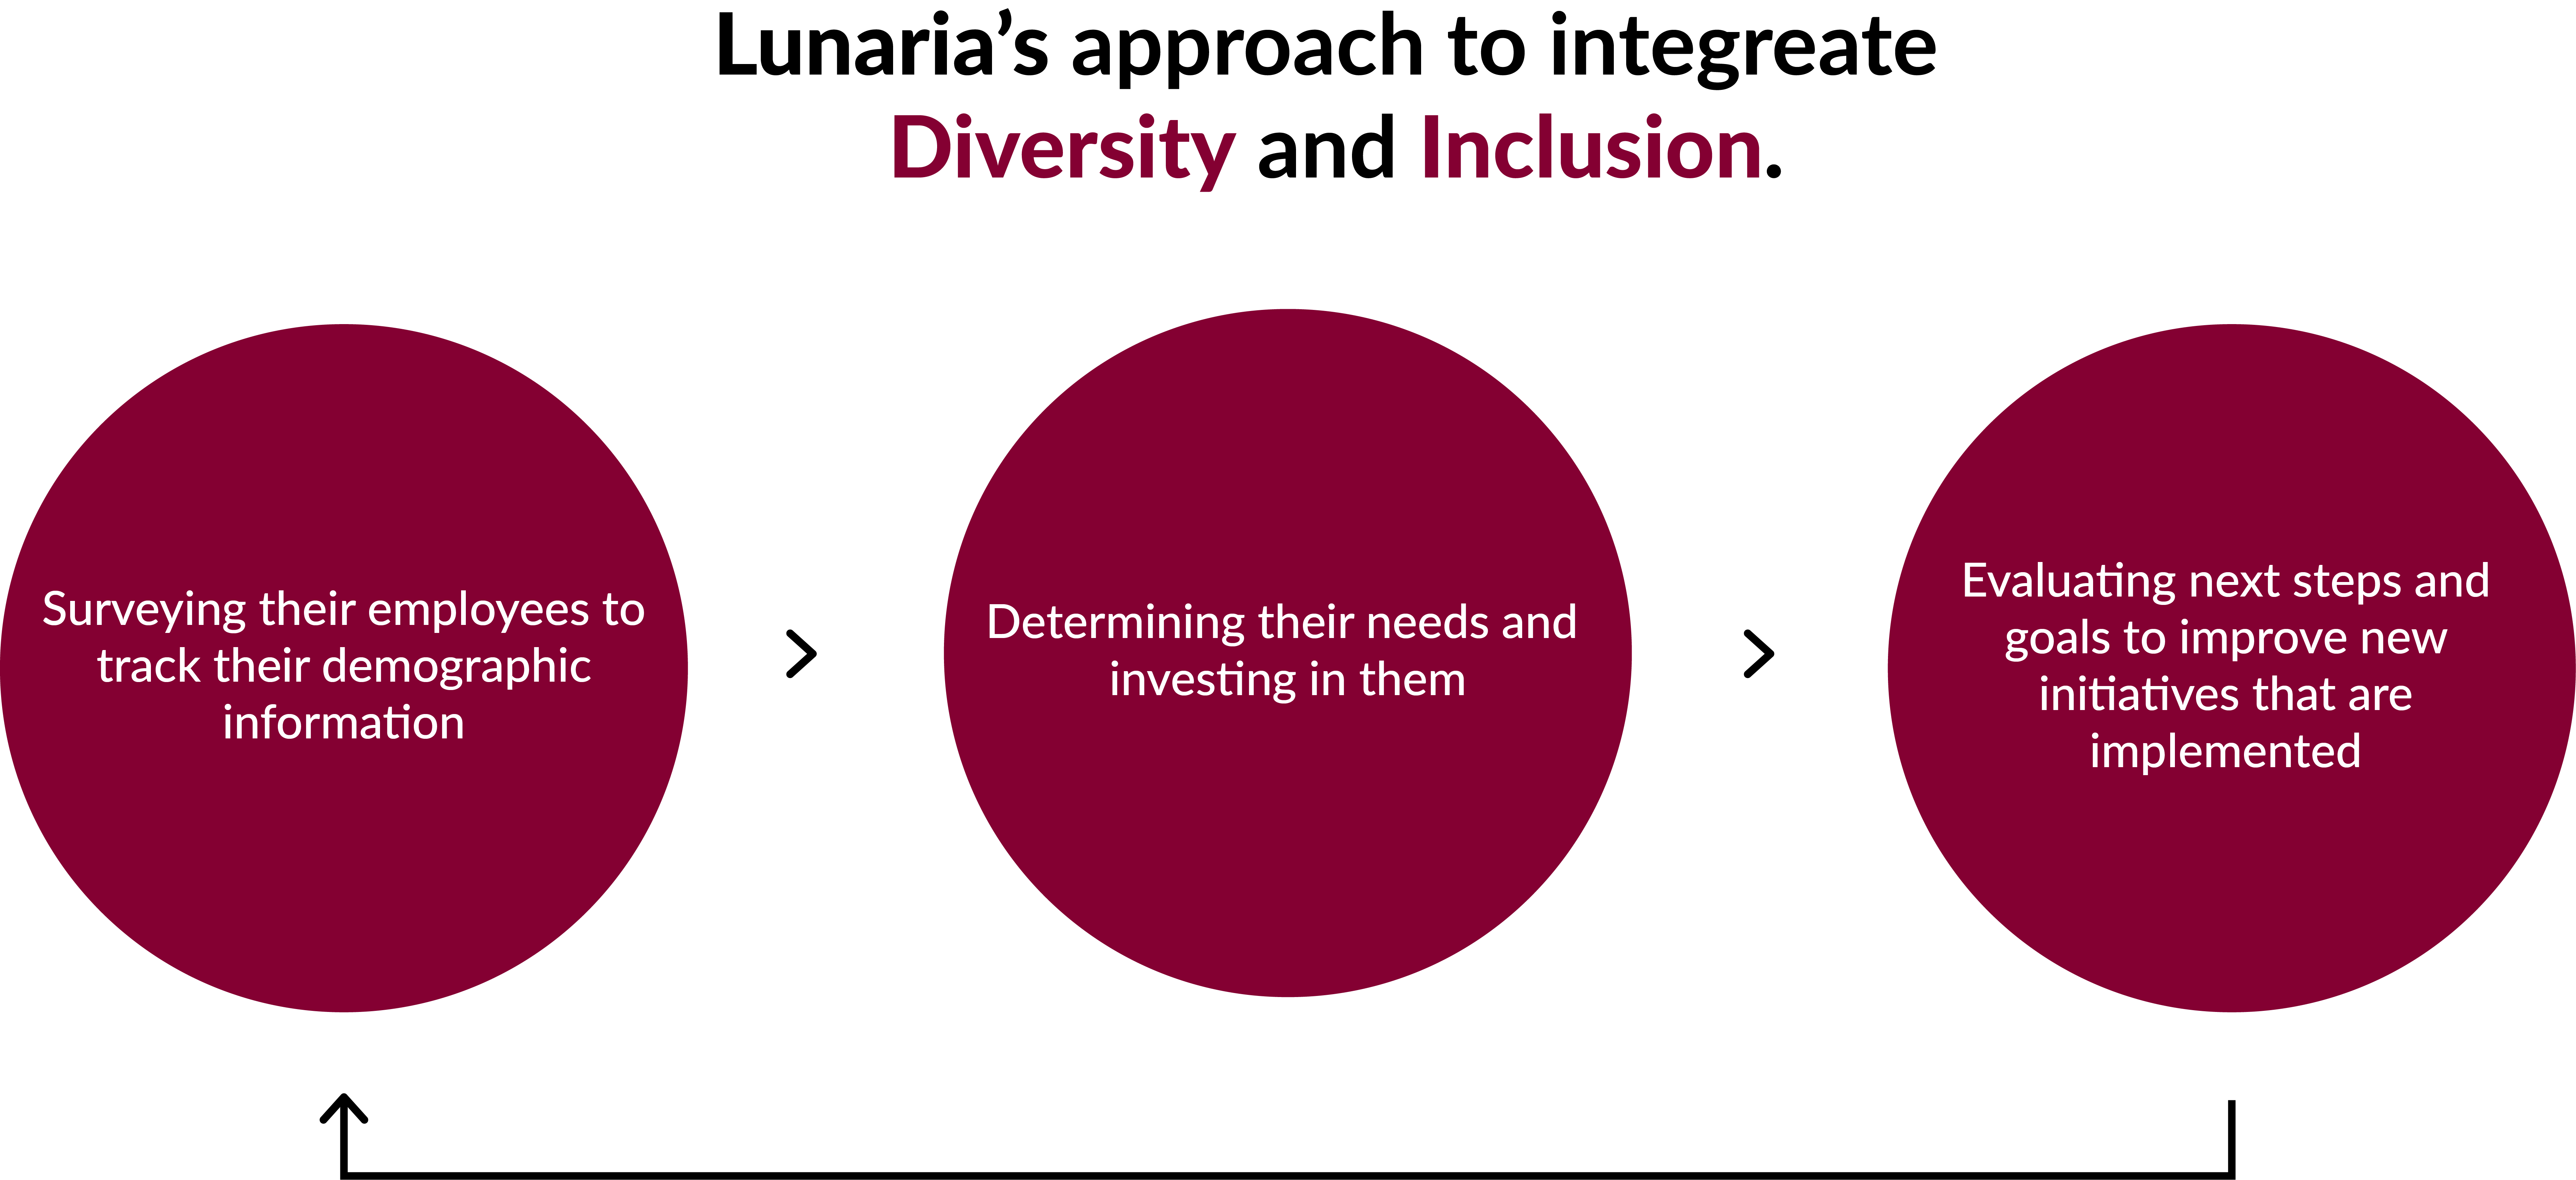 Lunaria’s approach to integreate
Diversity and Inclusion.
Surveying their employees to
track their demographic
information
>
Determining their needs and
investing in them
>
Evaluating next steps and
goals to improve new
initiatives that are
implemented